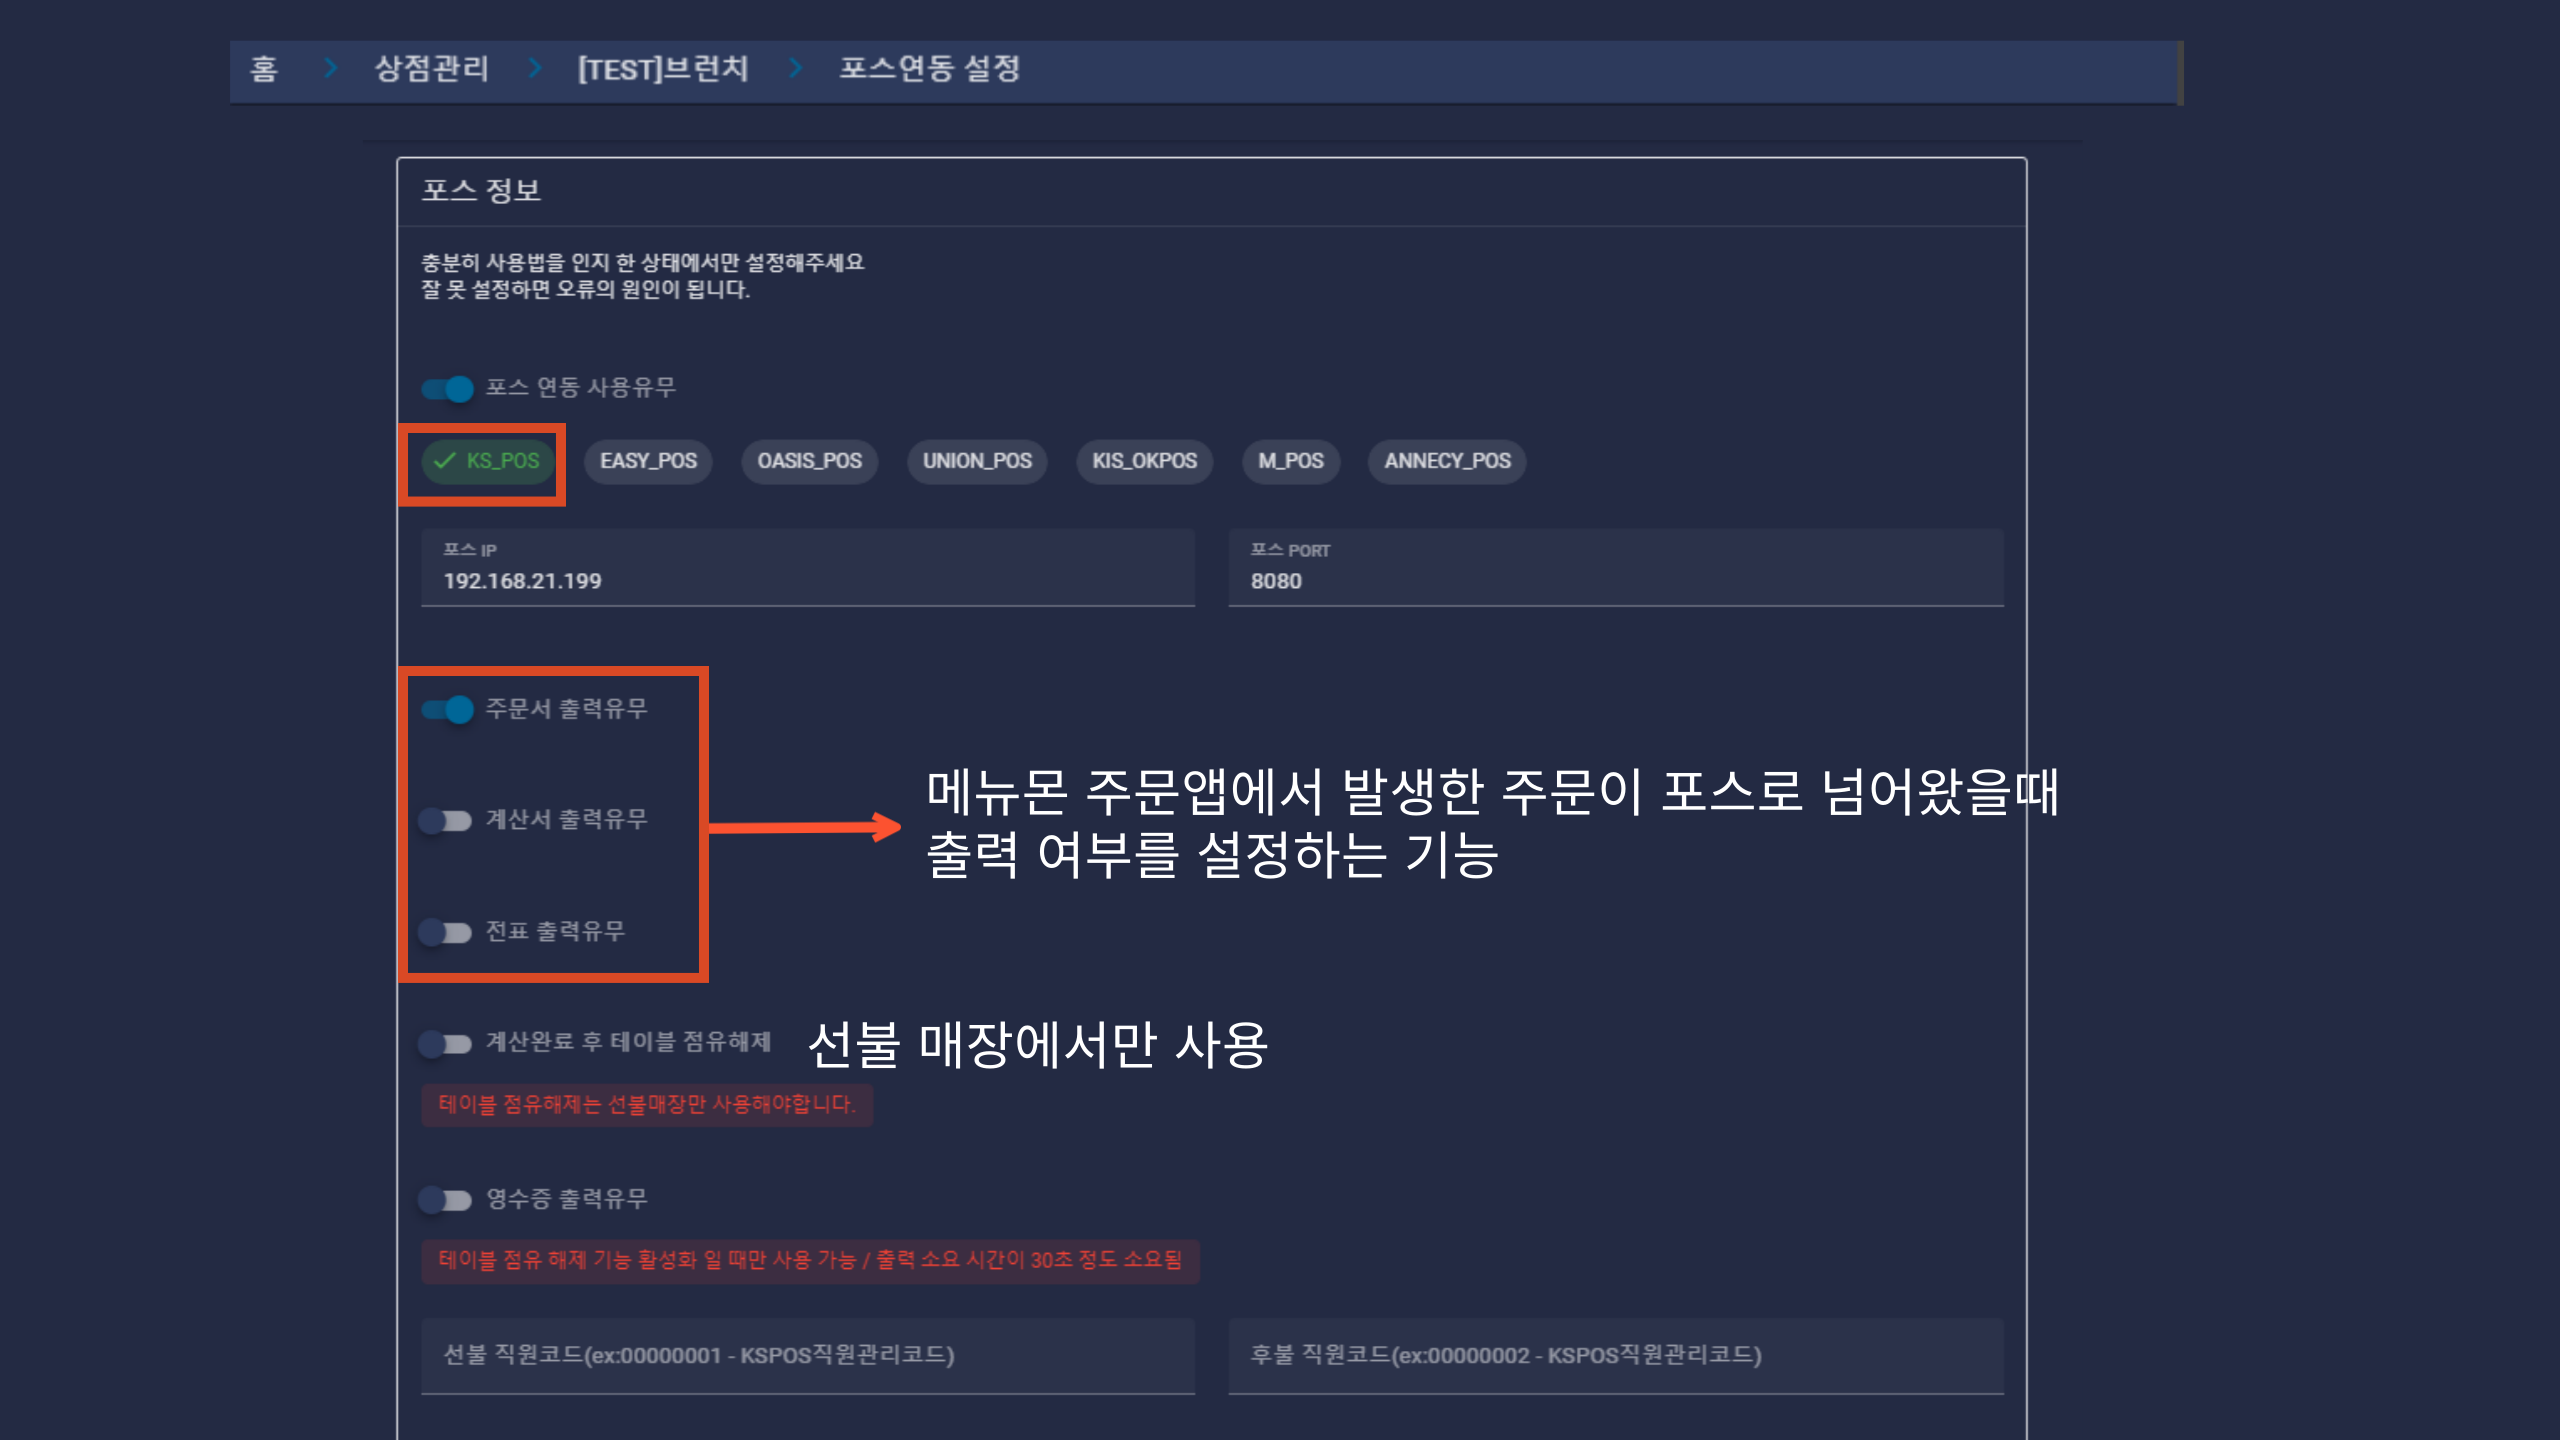 홈 > 상점관리 > [TEST]브런치 > 포스연동 설정
포스 정보
충분히 사용법을 인지 한 상태에서만 설정해주세요
잘 못 설정하면 오류의 원인이 됩니다.
포스 연동 사용유무
KS_POS EASY_POS OASIS_POS UNION_POS KIS_OKPOS M_POS ANNECY_POS
포스 IP
192.168.21.199
포스 PORT
8080
주문서 출력유무
계산서 출력유무
전표 출력유무
메뉴몬 주문앱에서 발생한 주문이 포스로 넘어왔을때
출력 여부를 설정하는 기능
계산완료 후 테이블 점유해제
선불 매장에서만 사용
테이블 점유해제는 선불매장만 사용해야합니다.
영수증 출력유무
테이블 점유 해제 기능 활성화 일 때만 사용 가능 / 출력 소요 시간이 30초 정도 소요됨
선불 직원코드(ex:00000001 - KSPOS직원관리코드)
후불 직원코드(ex:00000002 - KSPOS직원관리코드)